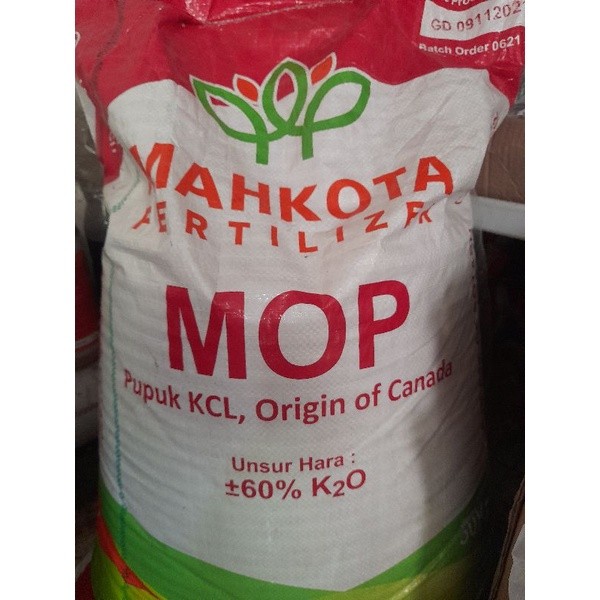 GD 0911202
Batch Order 0621
MAHKOTA
FERTILIZER
MOP
Pupuk KCL, Origin of Canada
Unsur Hara :
±60% K₂O